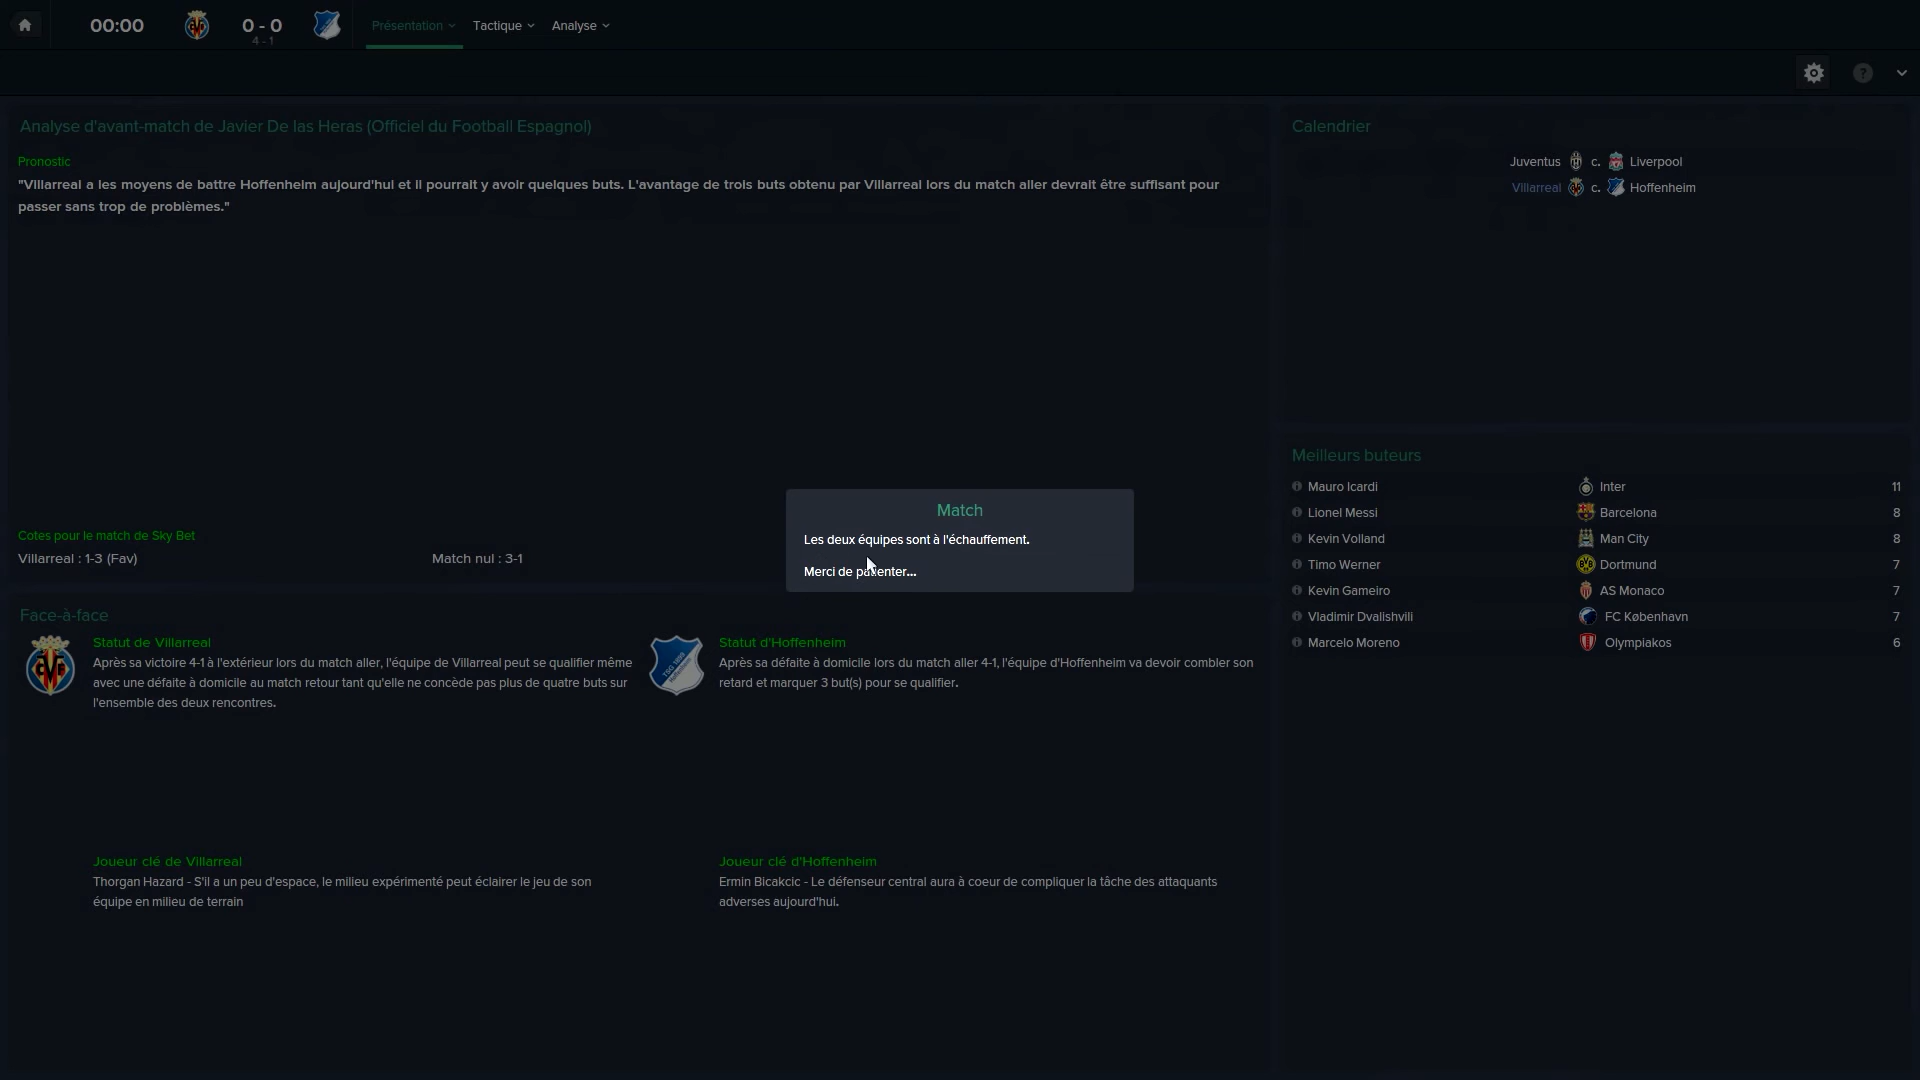 00:00
0 - 0
4 - 1
Présentation
Tactique
Analyse
Analyse d'avant-match de Javier De las Heras (Officiel du Football Espagnol)
Pronostic
"Villarreal a les moyens de battre Hoffenheim aujourd'hui et il pourrait y avoir quelques buts. L'avantage de trois buts obtenu par Villarreal lors du match aller devrait être suffisant pour
passer sans trop de problèmes."
Cotes pour le match de Sky Bet
Villarreal : 1-3 (Fav)
Match nul : 3-1
Calendrier
Juventus c. Liverpool
Villarreal c. Hoffenheim
Match
Les deux équipes sont à l'échauffement.
Merci de patienter...
Meilleurs buteurs
Mauro Icardi Inter 11
Lionel Messi Barcelona 8
Kevin Volland Man City 8
Timo Werner Dortmund 7
Kevin Gameiro AS Monaco 7
Vladimir Dvalishvili FC København 7
Marcelo Moreno Olympiakos 6
Face-à-face
Statut de Villarreal
Après sa victoire 4-1 à l'extérieur lors du match aller, l'équipe de Villarreal peut se qualifier même
avec une défaite à domicile au match retour tant qu'elle ne concède pas plus de quatre buts sur
l'ensemble des deux rencontres.
Statut d'Hoffenheim
Après sa défaite à domicile lors du match aller 4-1, l'équipe d'Hoffenheim va devoir combler son
retard et marquer 3 but(s) pour se qualifier.
Joueur clé de Villarreal
Thorgan Hazard - S'il a un peu d'espace, le milieu expérimenté peut éclairer le jeu de son
équipe en milieu de terrain
Joueur clé d'Hoffenheim
Ermin Bicakcic - Le défenseur central aura à coeur de compliquer la tâche des attaquants
adverses aujourd'hui.